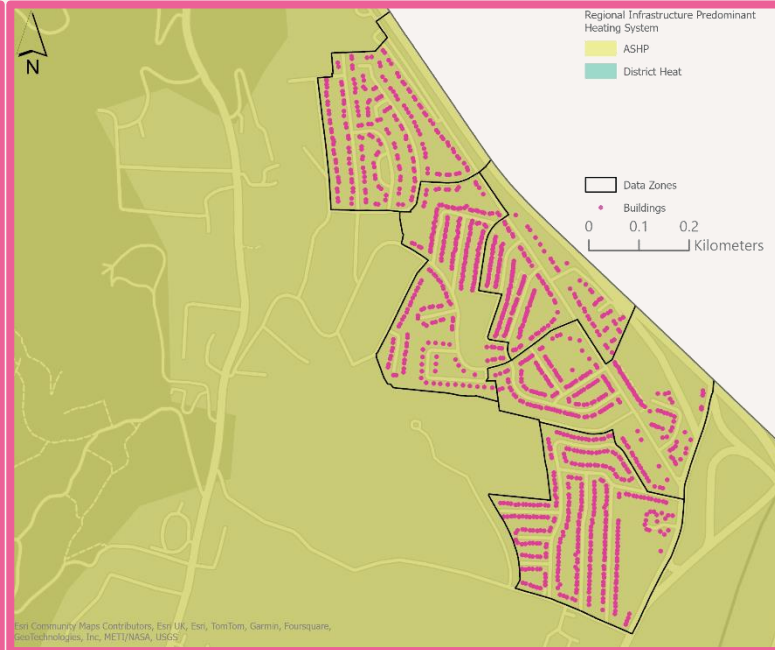 N
Regional Infrastructure Predominant
Heating System
ASHP
District Heat
Data Zones
Buildings
0 0.1 0.2
Kilometers
Esri Community Maps Contributors, Esri UK, Esri, TomTom, Garmin, Foursquare,
GeoTechnologies, Inc, METI/NASA, USGS